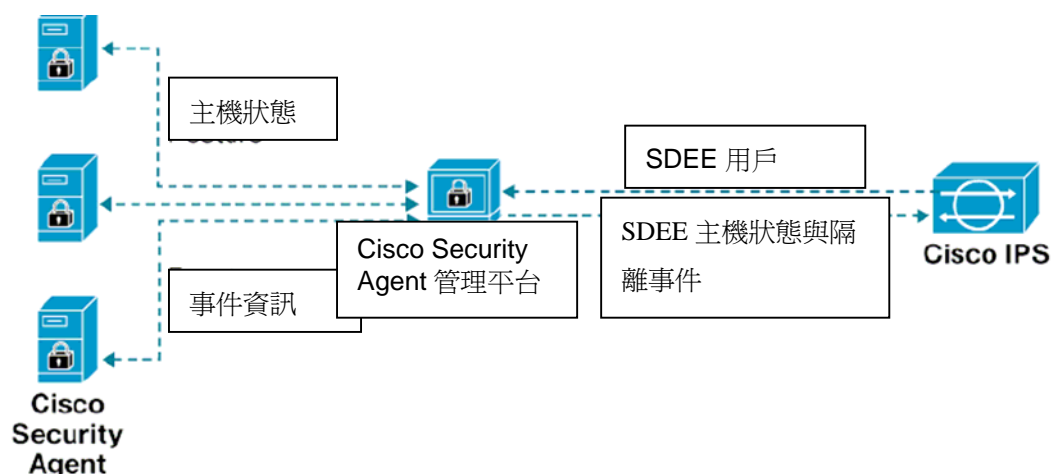 主機狀態
SDEE 用戶
SDEE 主機狀態與隔
離事件
Cisco IPS
Cisco Security
Agent 管理平台
事件資訊
Cisco
Security
Agent